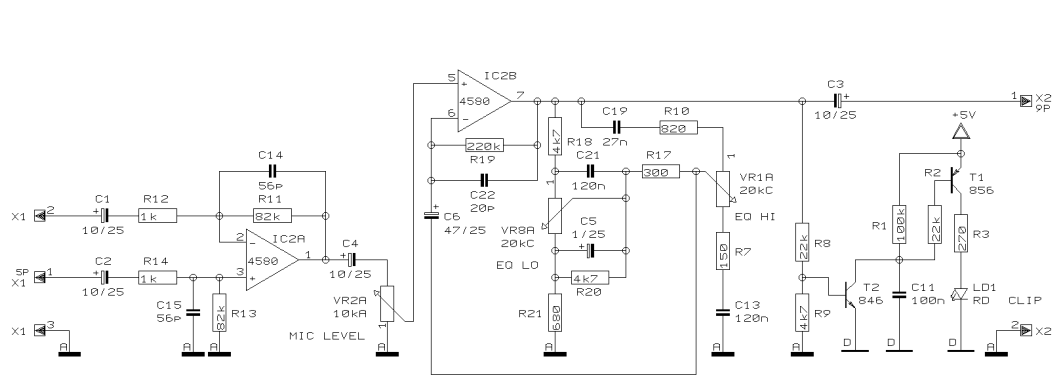 IC2B
5
+
4580
7
6
−
220k
R19
C22
20p
C6
+
47/25
C14
56p
R11
82k
X1
2
C1
+
10/25
R12
1k
2
−
IC2A
4580
1
3
+
5P
X1
1
C2
+
10/25
R14
1k
C15
56p
82k
R13
C4
+
10/25
VR2A
10kA
1
MIC LEVEL
X1
3
A
A
A
A
4k7
R18
C19
27n
R10
820
C21
120n
R17
300
1
VR8A
20kC
EQ LO
C5
1/25
+
4k7
R20
R21
680
A
1
VR1A
20kC
EQ HI
150
R7
C13
120n
A
C3
+
10/25
1
X2
9P
22k
R8
4k7
R9
A
T2
846
D
R1
100k
R2
22k
C11
100n
D
+5V
T1
856
270
R3
LD1
RD
CLIP
D
2
X2
A